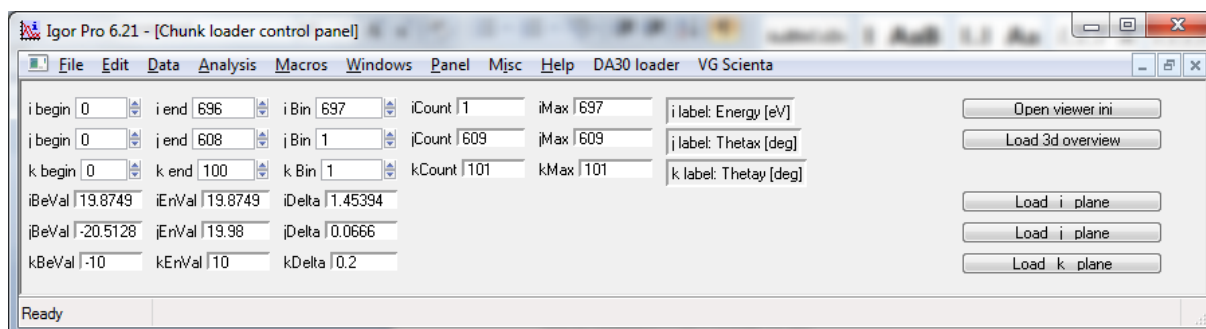 Igor Pro 6.21 - [Chunk loader control panel]
File Edit Data Analysis Macros Windows Panel Misc Help DA30 loader VG Scienta
i begin 0 i end 696 i Bin 697 iCount 1 iMax 697 i label: Energy [eV] Open viewer ini
j begin 0 j end 608 j Bin 1 jCount 609 jMax 609 j label: Thetax [deg] Load 3d overview
k begin 0 k end 100 k Bin 1 kCount 101 kMax 101 k label: Thetay [deg]
iBeVal 19.8749 iEnVal 19.8749 iDelta 1.45394 Load i plane
jBeVal -20.5128 jEnVal 19.98 jDelta 0.0666 Load j plane
kBeVal -10 kEnVal 10 kDelta 0.2 Load k plane
Ready